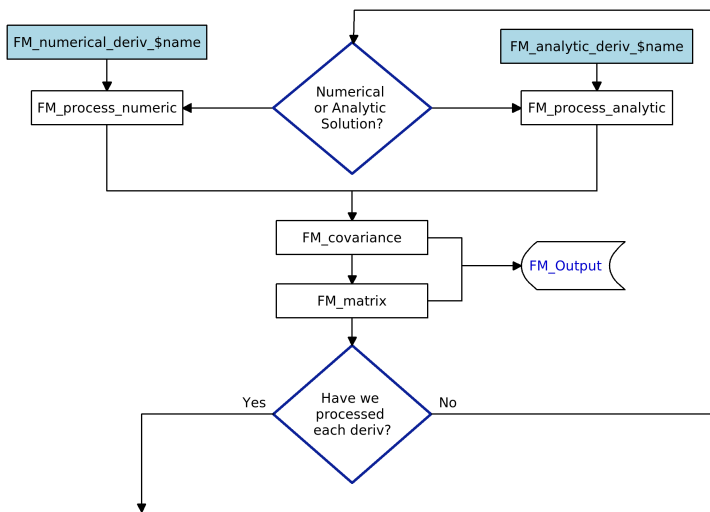 FM_numerical_deriv_$name
FM_analytic_deriv_$name
FM_process_numeric
Numerical
or Analytic
Solution?
FM_process_analytic
FM_covariance
FM_Output
FM_matrix
Yes
Have we
processed
each deriv?
No